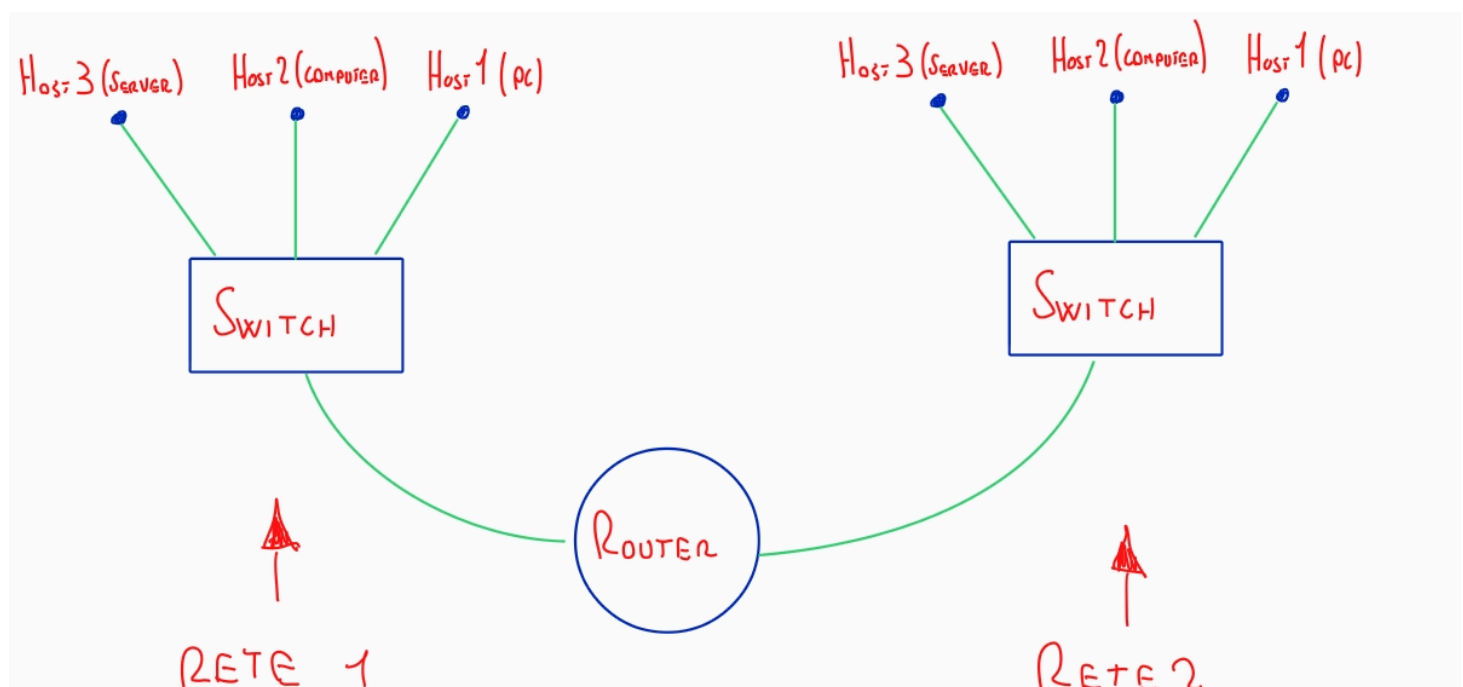 Host 3 (Server)
Host 2 (computer)
Host 1 (PC)
Host 3 (Server)
Host 2 (computer)
Host 1 (PC)
Switch
Switch
Router
RETE 1
RETE 2